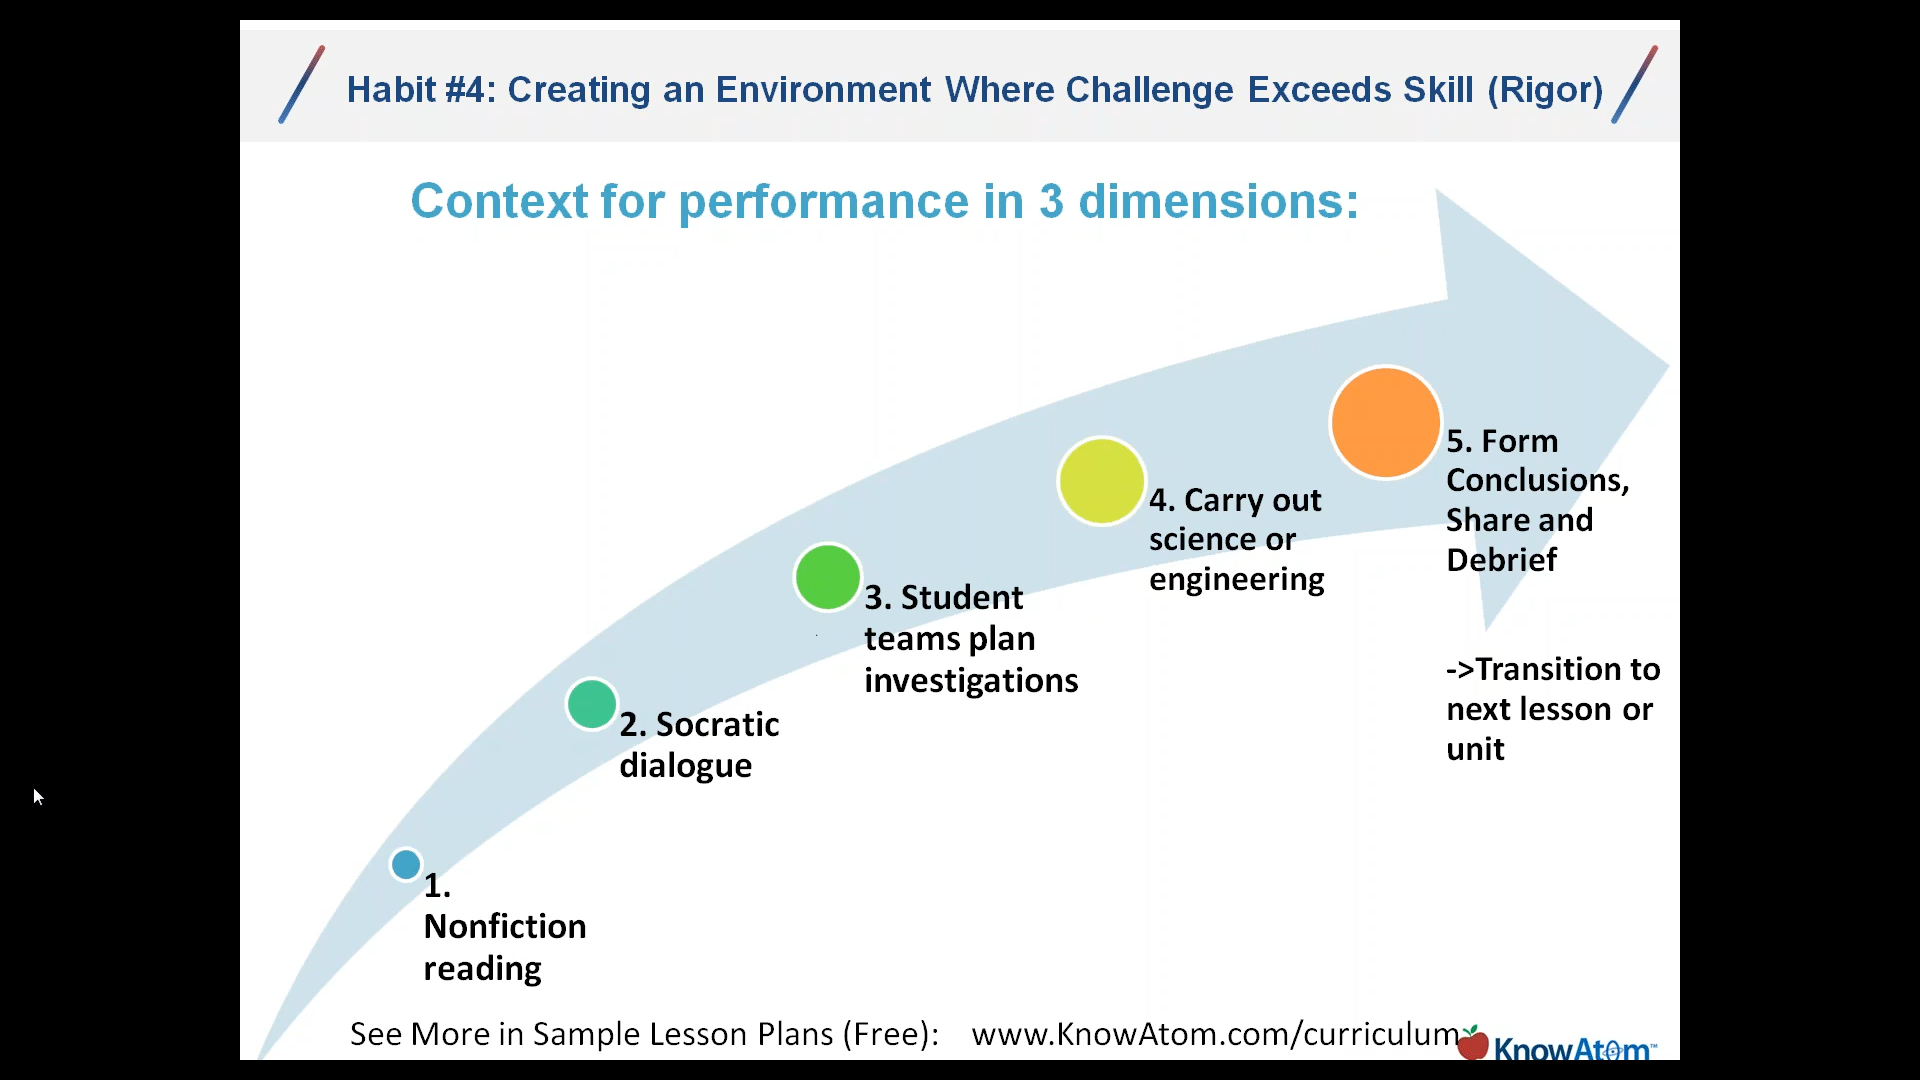 Habit #4: Creating an Environment Where Challenge Exceeds Skill (Rigor)
Context for performance in 3 dimensions:
1.
Nonfiction
reading
2. Socratic
dialogue
3. Student
teams plan
investigations
4. Carry out
science or
engineering
5. Form
Conclusions,
Share and
Debrief
->Transition to
next lesson or
unit
See More in Sample Lesson Plans (Free): www.KnowAtom.com/curriculum
KnowAtom™